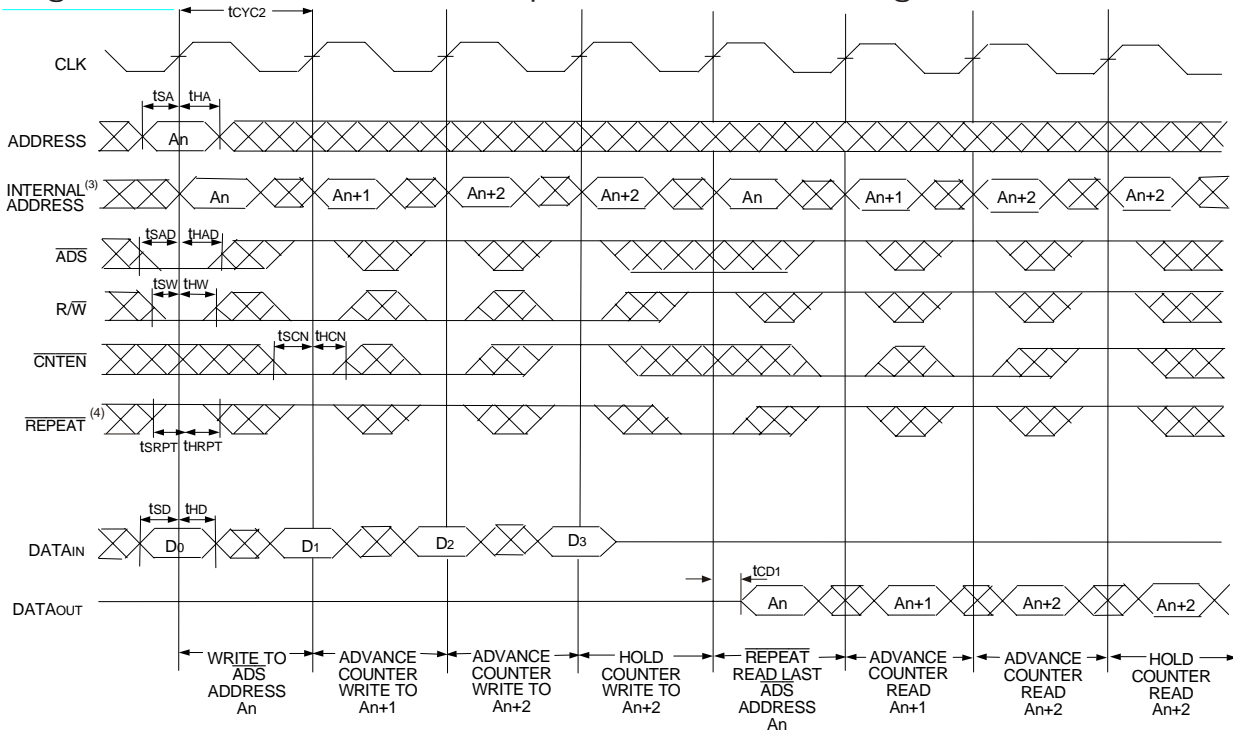 tCYC2
CLK
tSA tHA
ADDRESS An
INTERNAL(3) ADDRESS An An+1 An+2 An+2 An An+1 An+2 An+2
tSAD tHAD
ADS
tSW tHW
R/W
tSCN tHCN
CNTEN
REPEAT (4)
tSRPT tHRPT
tSD tHD
DATAIN D0 D1 D2 D3
tCD1
DATAOUT An An+1 An+2 An+2
WRITE TO
ADS
ADDRESS
An
ADVANCE
COUNTER
WRITE TO
An+1
ADVANCE
COUNTER
WRITE TO
An+2
HOLD
COUNTER
WRITE TO
An+2
REPEAT
READ LAST
ADS
ADDRESS
An
ADVANCE
COUNTER
READ
An+1
ADVANCE
COUNTER
READ
An+2
HOLD
COUNTER
READ
An+2